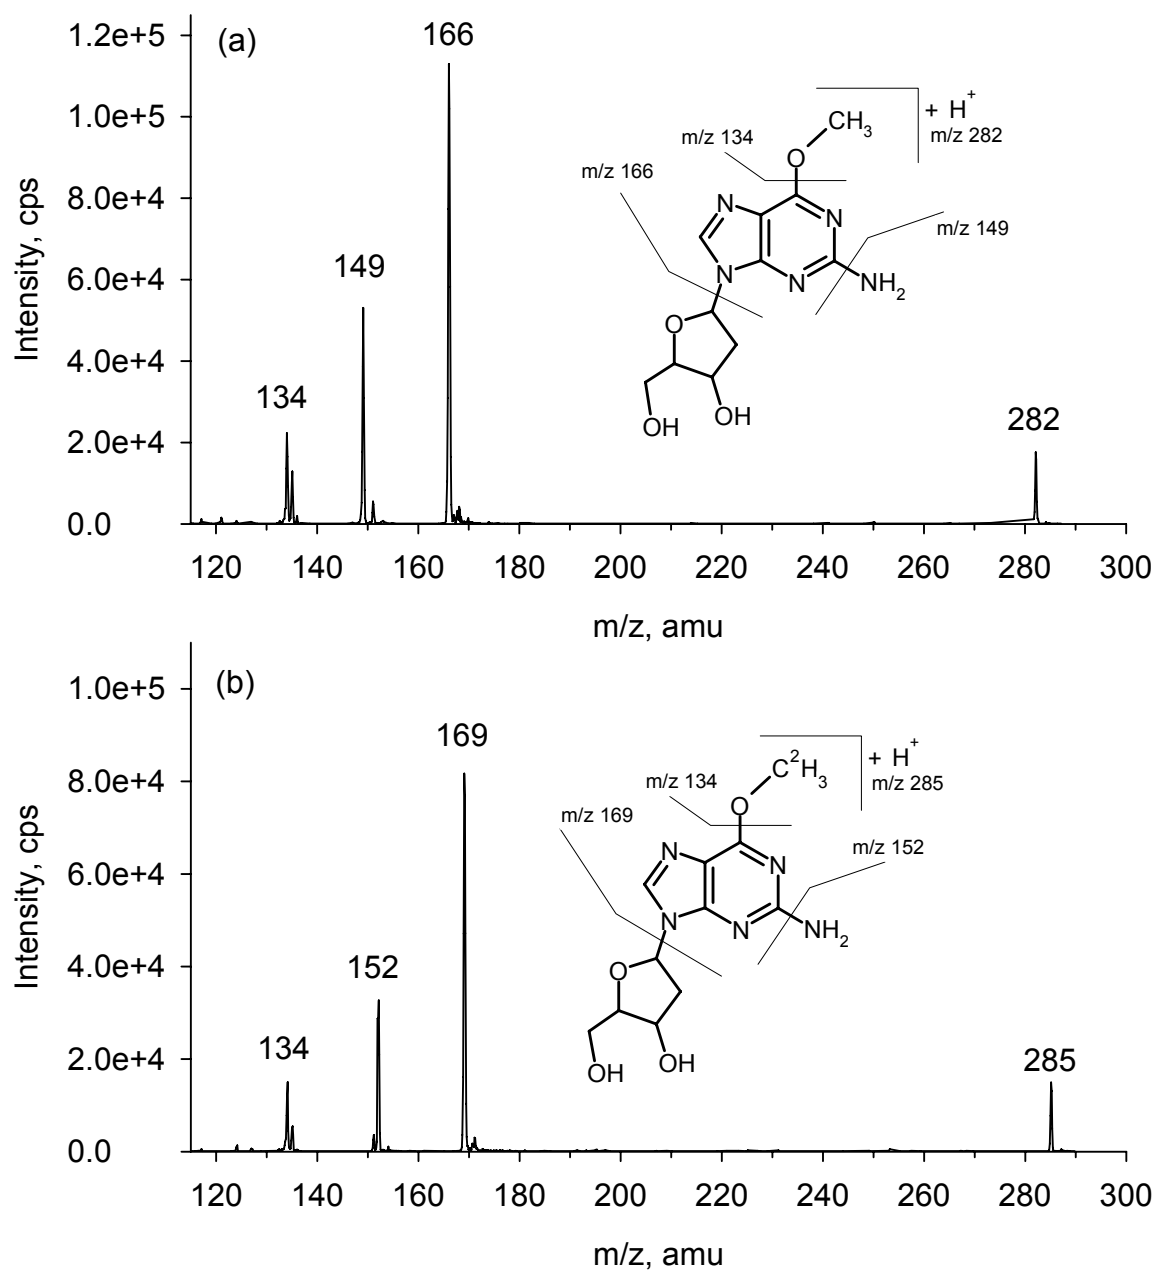 (a)
1.2e+5
1.0e+5
8.0e+4
6.0e+4
4.0e+4
2.0e+4
0.0
Intensity, cps
166
149
134
282
m/z 134
m/z 166
m/z 149
CH3
+ H+
m/z 282
O
N
N
N
N
NH2
O
OH
OH
120 140 160 180 200 220 240 260 280 300
m/z, amu
(b)
1.0e+5
8.0e+4
6.0e+4
4.0e+4
2.0e+4
0.0
Intensity, cps
169
152
134
285
m/z 134
m/z 169
m/z 152
C2H3
+ H+
m/z 285
O
N
N
N
N
NH2
O
OH
OH
120 140 160 180 200 220 240 260 280 300
m/z, amu